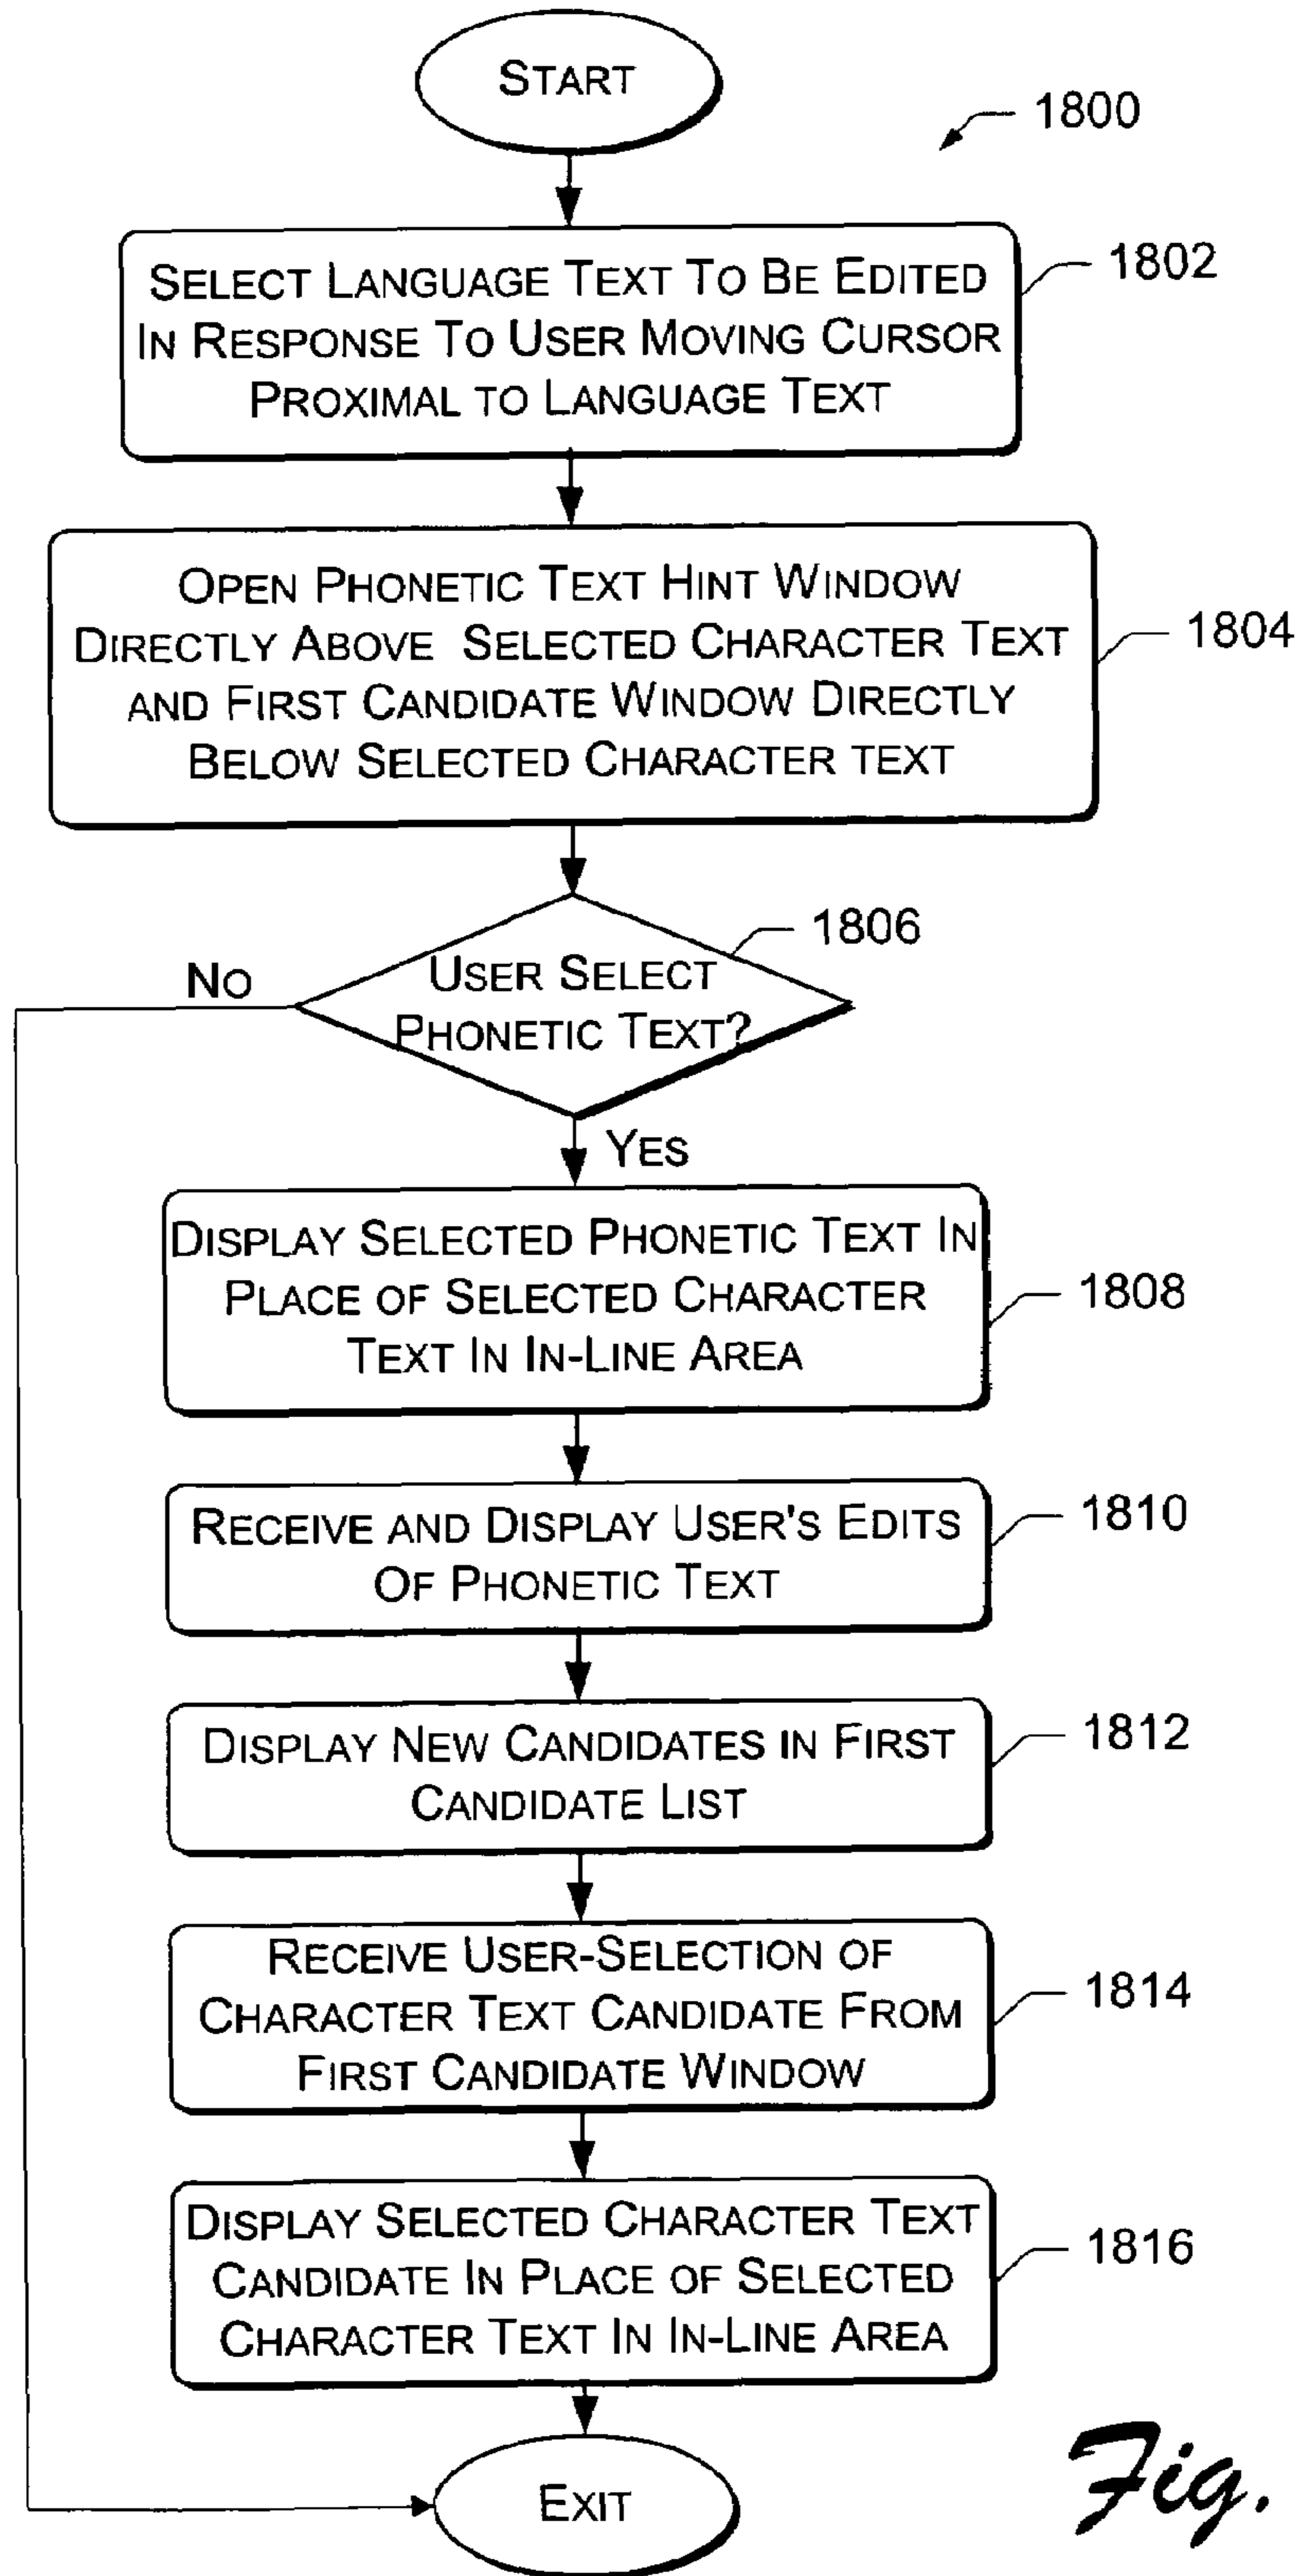 START
1800
SELECT LANGUAGE TEXT TO BE EDITED
IN RESPONSE TO USER MOVING CURSOR
PROXIMAL TO LANGUAGE TEXT
1802
OPEN PHONETIC TEXT HINT WINDOW
DIRECTLY ABOVE SELECTED CHARACTER TEXT
AND FIRST CANDIDATE WINDOW DIRECTLY
BELOW SELECTED CHARACTER TEXT
1804
1806
NO
USER SELECT
PHONETIC TEXT?
YES
DISPLAY SELECTED PHONETIC TEXT IN
PLACE OF SELECTED CHARACTER
TEXT IN IN-LINE AREA
1808
RECEIVE AND DISPLAY USER'S EDITS
OF PHONETIC TEXT
1810
DISPLAY NEW CANDIDATES IN FIRST
CANDIDATE LIST
1812
RECEIVE USER-SELECTION OF
CHARACTER TEXT CANDIDATE FROM
FIRST CANDIDATE WINDOW
1814
DISPLAY SELECTED CHARACTER TEXT
CANDIDATE IN PLACE OF SELECTED
CHARACTER TEXT IN IN-LINE AREA
1816
EXIT
Fig.